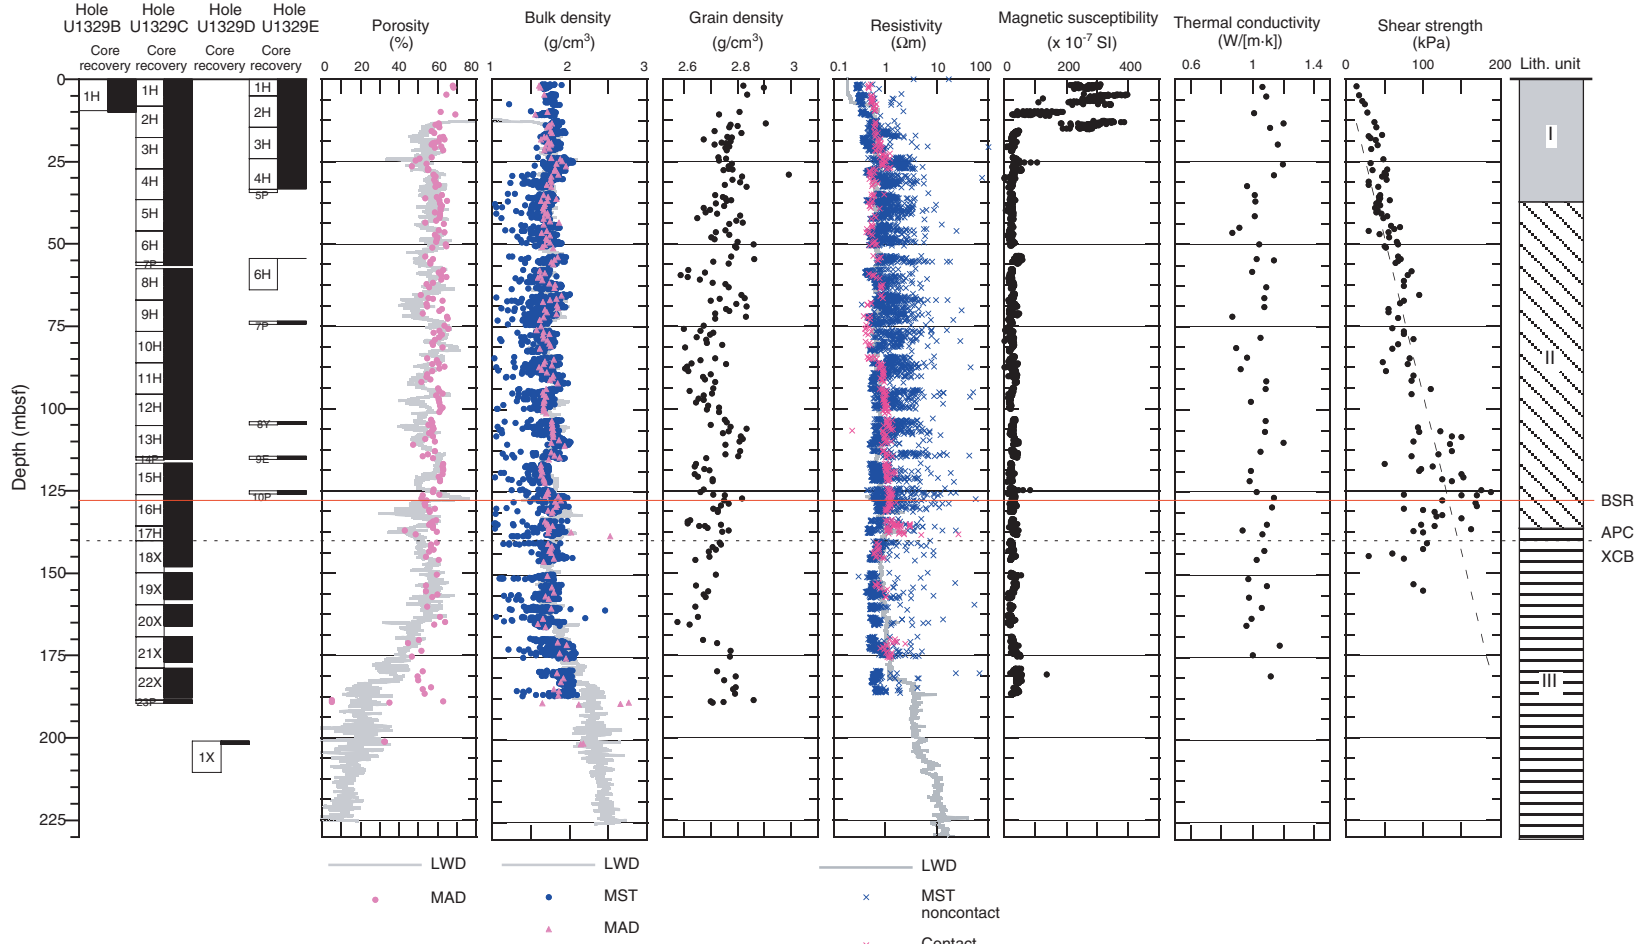 Hole Hole Hole Hole
U1329B U1329C U1329D U1329E
Core recovery Core recovery Core recovery Core recovery
Porosity (%)
Bulk density (g/cm³)
Grain density (g/cm³)
Resistivity (Ωm)
Magnetic susceptibility (x 10⁻⁷ SI)
Thermal conductivity (W/[m·k])
Shear strength (kPa)
Lith. unit
0 20 40 60 80
1 2 3
2.6 2.8 3
0.1 1 10 100
0 200 400
0.6 1 1.4
0 100 200
Depth (mbsf)
0
25
50
75
100
125
150
175
200
225
1H
1H
2H
3H
4H
5H
6H
7P
8H
9H
10H
11H
12H
13H
14P
15H
16H
17H
18X
19X
20X
21X
22X
23P
1X
1H
2H
3H
4H
5P
6H
7P
8Y
9E
10P
I
II
III
BSR
APC
XCB
LWD
MAD
LWD
MST
MAD
LWD
MST
noncontact
Contact